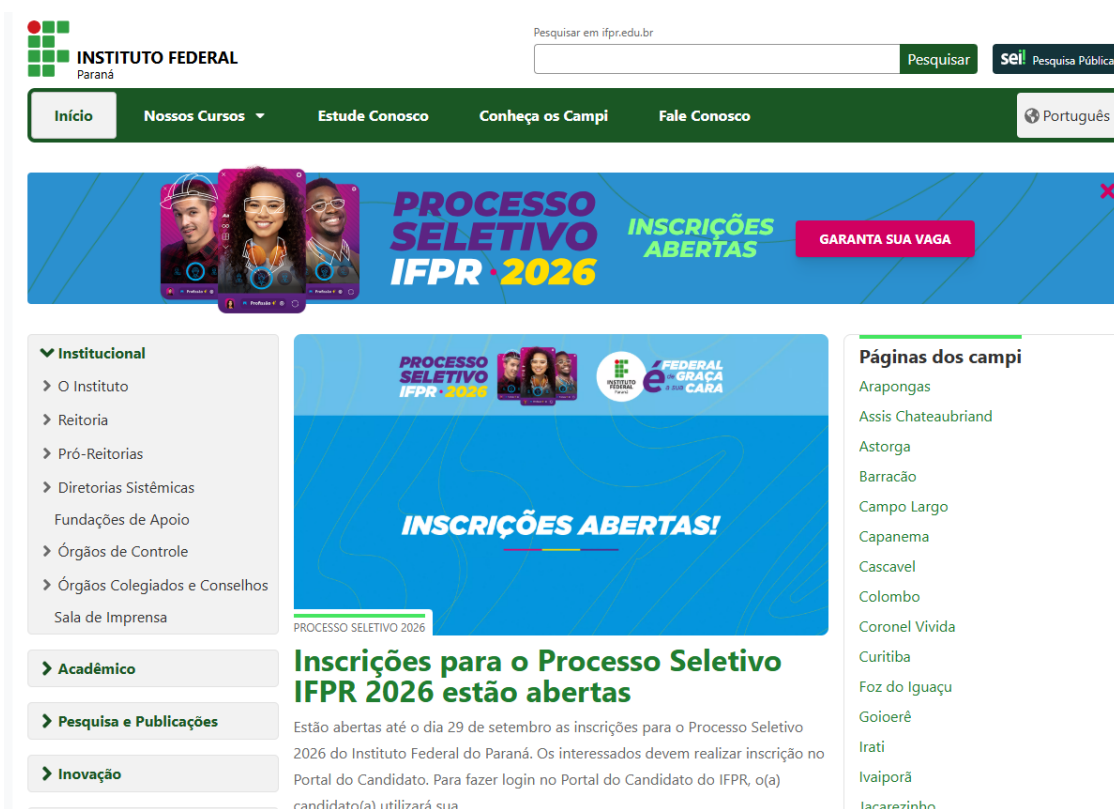 INSTITUTO FEDERAL
Paraná
Pesquisar em ifpr.edu.br
Pesquisar
sei! Pesquisa Pública
Início
Nossos Cursos
Estude Conosco
Conheça os Campi
Fale Conosco
Português
PROCESSO
SELETIVO
IFPR · 2026
INSCRIÇÕES
ABERTAS
GARANTA SUA VAGA
Institucional
O Instituto
Reitoria
Pró-Reitorias
Diretorias Sistêmicas
Fundações de Apoio
Órgãos de Controle
Órgãos Colegiados e Conselhos
Sala de Imprensa
Acadêmico
Pesquisa e Publicações
Inovação
PROCESSO
SELETIVO
IFPR · 2026
INSTITUTO
FEDERAL
Paraná
É FEDERAL
de GRAÇA
a sua CARA
INSCRIÇÕES ABERTAS!
PROCESSO SELETIVO 2026
Inscrições para o Processo Seletivo
IFPR 2026 estão abertas
Estão abertas até o dia 29 de setembro as inscrições para o Processo Seletivo
2026 do Instituto Federal do Paraná. Os interessados devem realizar inscrição no
Portal do Candidato. Para fazer login no Portal do Candidato do IFPR, o(a)
candidato(a) utilizará sua
Páginas dos campi
Arapongas
Assis Chateaubriand
Astorga
Barracão
Campo Largo
Capanema
Cascavel
Colombo
Coronel Vivida
Curitiba
Foz do Iguaçu
Goioerê
Irati
Ivaiporã
Jacarezinho